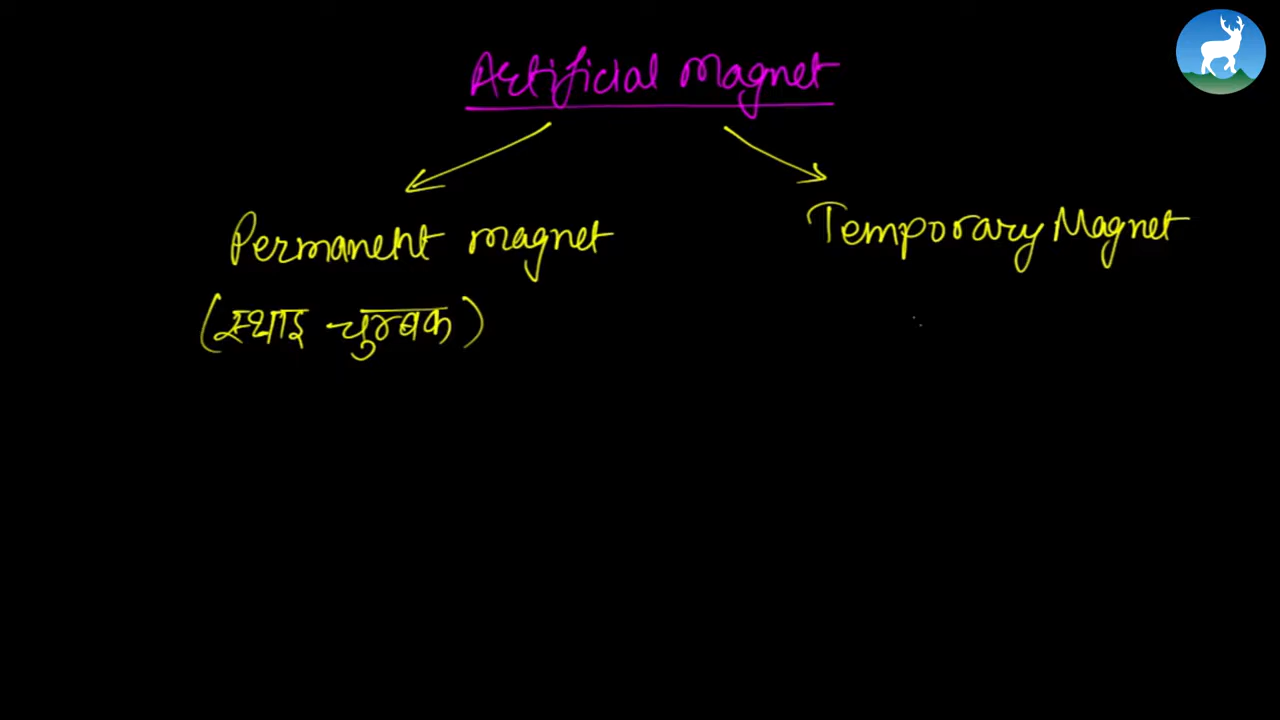 Artificial Magnet
Permanent magnet
Temporary Magnet
(स्थाइ चुम्बक)